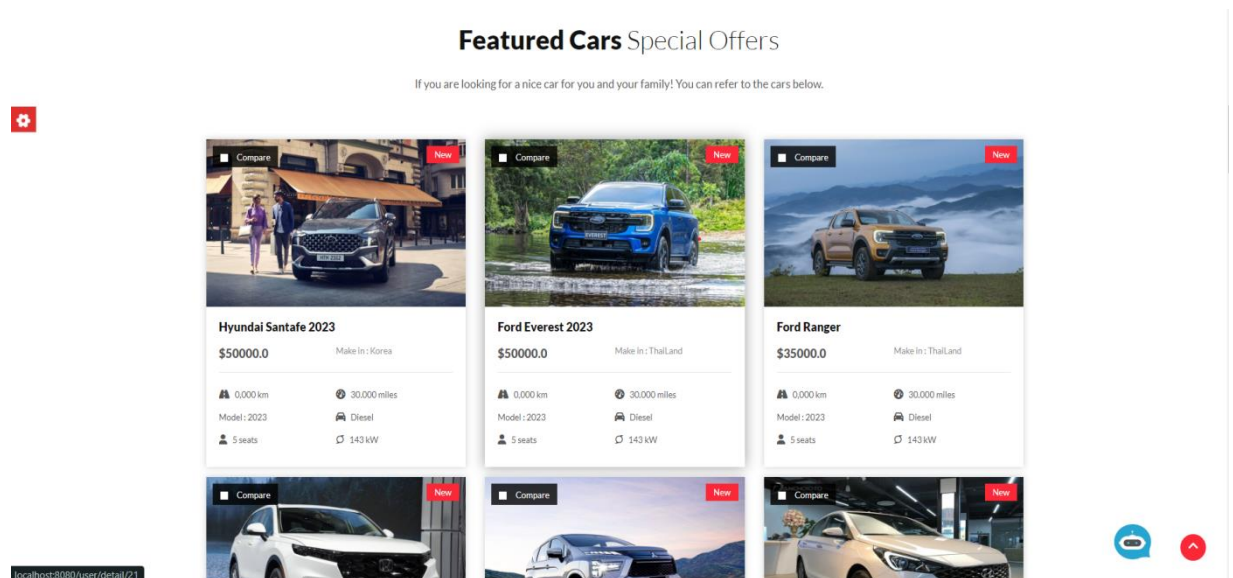 Featured Cars Special Offers
If you are looking for a nice car for you and your family! You can refer to the cars below.
Compare New
Compare New
Compare New
EVEREST
Hyundai Santafe 2023
$50000.0 Make in : Korea
0,000 km 30.000 miles
Model : 2023 Diesel
5 seats 143 kW
Ford Everest 2023
$50000.0 Make in : ThaiLand
0,000 km 30.000 miles
Model : 2023 Diesel
5 seats 143 kW
Ford Ranger
$35000.0 Make in : ThaiLand
0,000 km 30.000 miles
Model : 2023 Diesel
5 seats 143 kW
Compare New
Compare New
Compare New
localhost:8080/user/detail/21